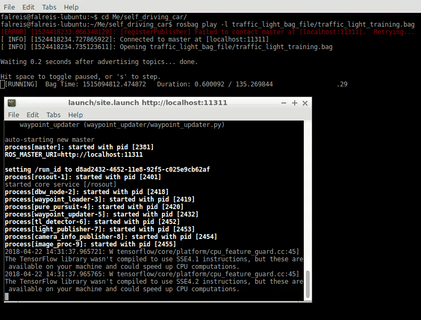 File Edit Tabs Help
falreis@falreis-lubuntu:~$ cd Me/self_driving_car/
falreis@falreis-lubuntu:~/Me/self_driving_car$ rosbag play -l traffic_light_bag_file/traffic_light_training.bag
[RegisterPublisher] Failed to contact master at [localhost:11311]. Retrying...
[ INFO] [1524418234.727865922]: Connected to master at [localhost:11311]
[ INFO] [1524418234.735123611]: Opening traffic_light_bag_file/traffic_light_training.bag
Waiting 0.2 seconds after advertising topics... done.
Hit space to toggle paused, or 's' to step.
[RUNNING] Bag Time: 1515094812.474872 Duration: 0.600092 / 135.269844 .29
launch/site.launch http://localhost:11311
File Edit Tabs Help
waypoint_updater (waypoint_updater/waypoint_updater.py)
auto-starting new master
process[master]: started with pid [2381]
ROS_MASTER_URI=http://localhost:11311
setting /run_id to d8ad2432-4652-11e8-92f5-c025e9cb62af
process[rosout-1]: started with pid [2401]
started core service [/rosout]
process[dbw_node-2]: started with pid [2418]
process[waypoint_loader-3]: started with pid [2419]
process[pure_pursuit-4]: started with pid [2420]
process[waypoint_updater-5]: started with pid [2432]
process[tl_detector-6]: started with pid [2452]
process[light_publisher-7]: started with pid [2453]
process[camera_info_publisher-8]: started with pid [2454]
process[image_proc-9]: started with pid [2455]
2018-04-22 14:31:37.965721: W tensorflow/core/platform/cpu_feature_guard.cc:45]
The TensorFlow library wasn't compiled to use SSE4.1 instructions, but these are
available on your machine and could speed up CPU computations.
2018-04-22 14:31:37.965765: W tensorflow/core/platform/cpu_feature_guard.cc:45]
The TensorFlow library wasn't compiled to use SSE4.2 instructions, but these are
available on your machine and could speed up CPU computations.